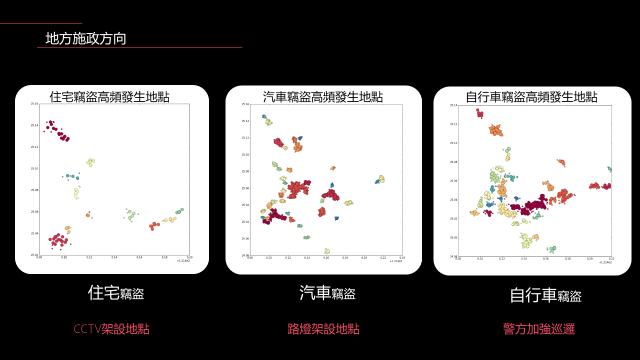 地方施政方向
住宅竊盜高頻發生地點
汽車竊盜高頻發生地點
自行車竊盜高頻發生地點
住宅竊盜
汽車竊盜
自行車竊盜
CCTV架設地點
路燈架設地點
警方加強巡邏